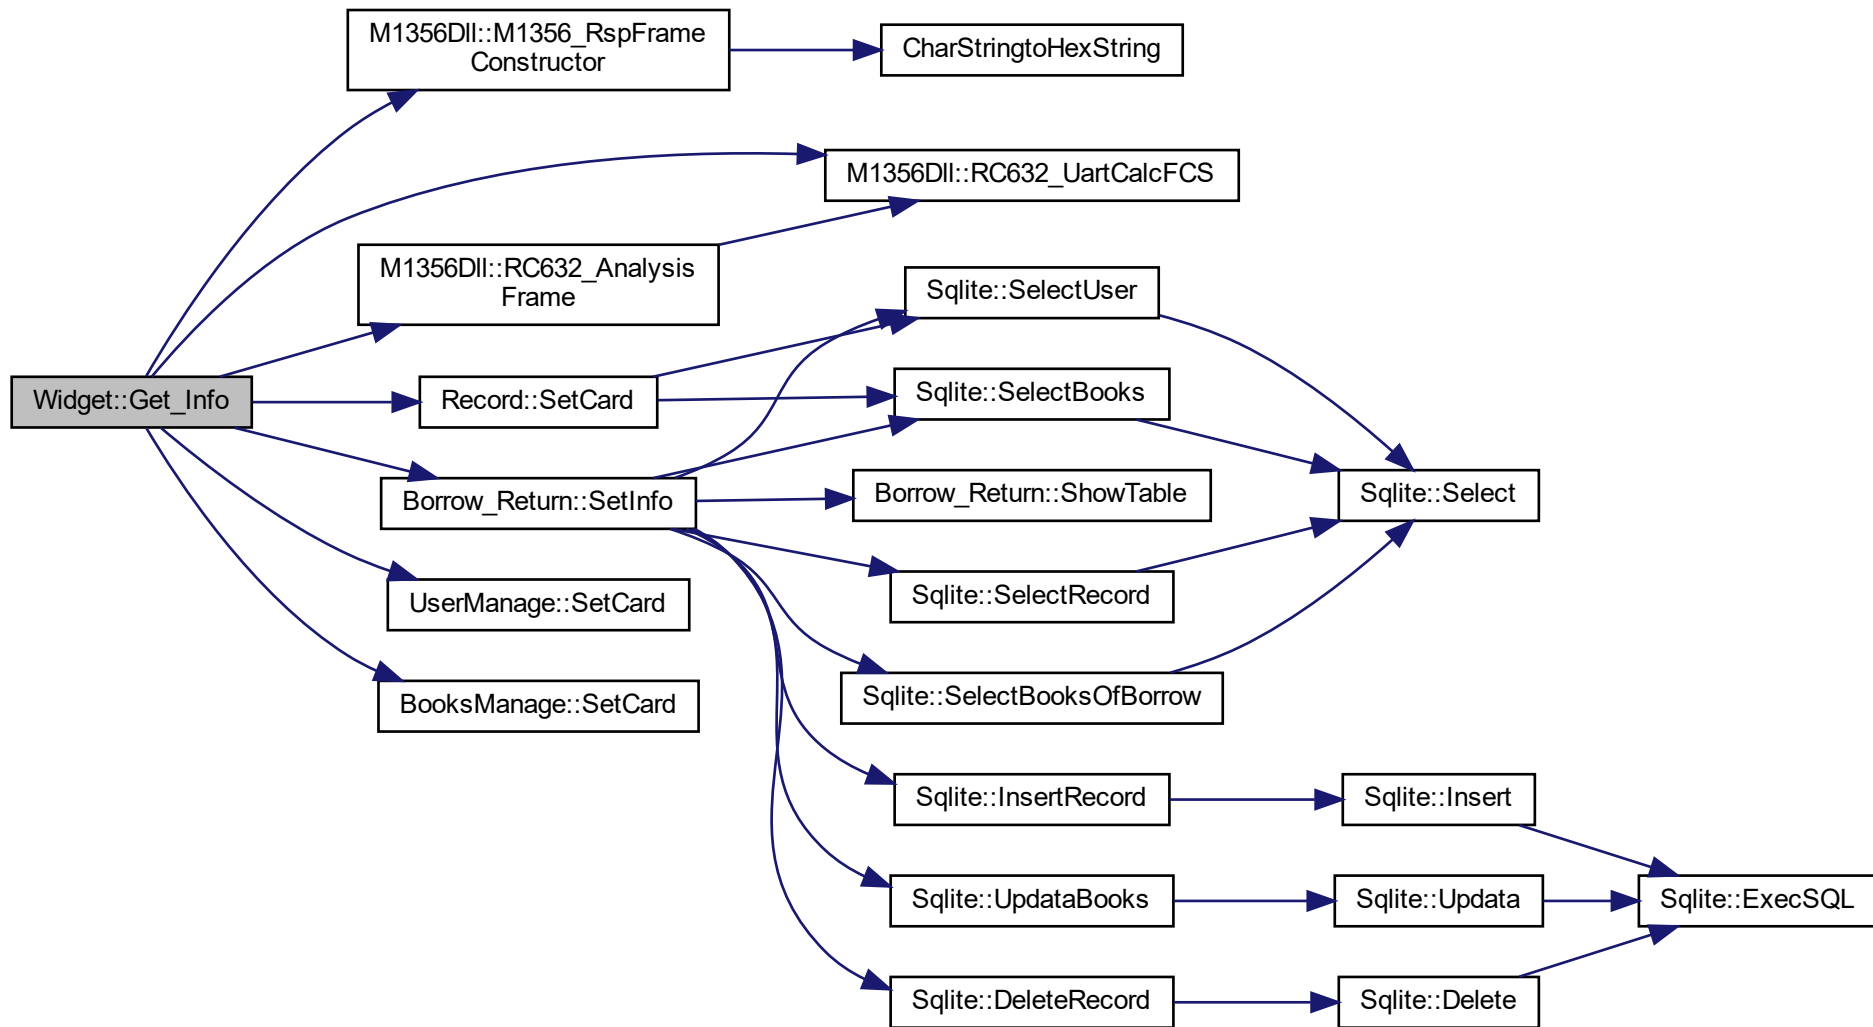 M1356Dll::M1356_RspFrame
Constructor
CharStringtoHexString
M1356Dll::RC632_UartCalcFCS
M1356Dll::RC632_Analysis
Frame
Sqlite::SelectUser
Widget::Get_Info
Record::SetCard
Sqlite::SelectBooks
Borrow_Return::SetInfo
Borrow_Return::ShowTable
Sqlite::Select
UserManage::SetCard
Sqlite::SelectRecord
BooksManage::SetCard
Sqlite::SelectBooksOfBorrow
Sqlite::InsertRecord
Sqlite::Insert
Sqlite::UpdataBooks
Sqlite::Updata
Sqlite::ExecSQL
Sqlite::DeleteRecord
Sqlite::Delete